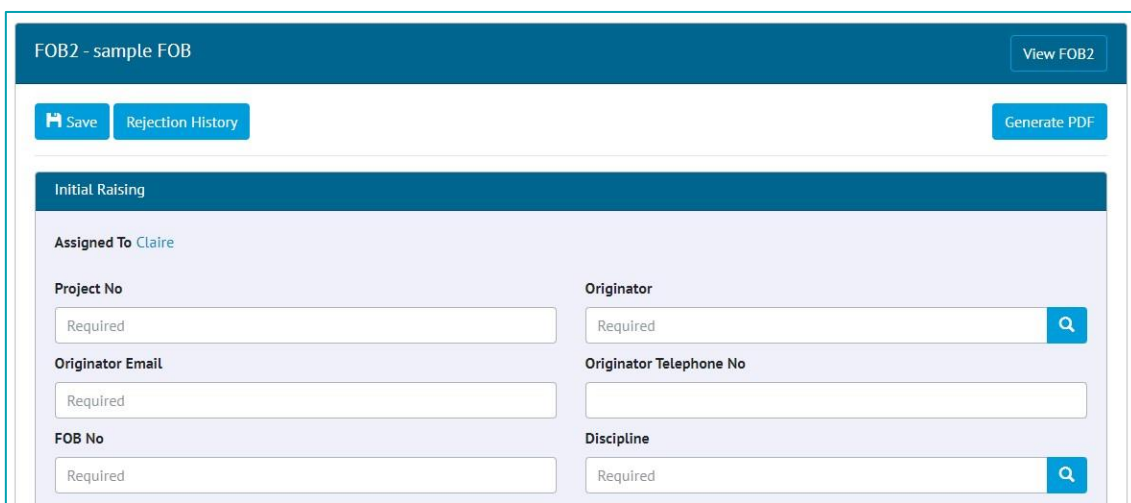 FOB2 - sample FOB
View FOB2
Save
Rejection History
Generate PDF
Initial Raising
Assigned To Claire
Project No
Originator
Required
Required
Originator Email
Originator Telephone No
Required
FOB No
Discipline
Required
Required